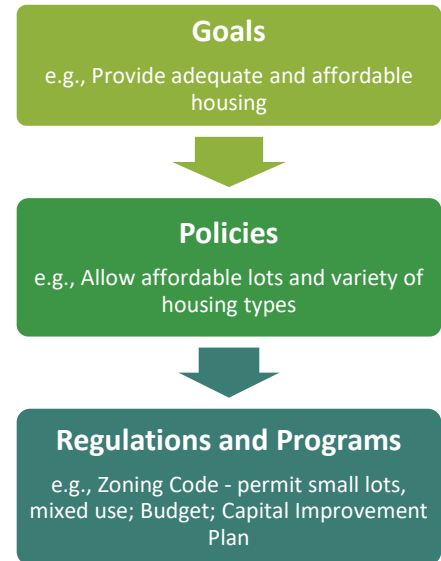 Goals
e.g., Provide adequate and affordable
housing
Policies
e.g., Allow affordable lots and variety of
housing types
Regulations and Programs
e.g., Zoning Code - permit small lots,
mixed use; Budget; Capital Improvement
Plan